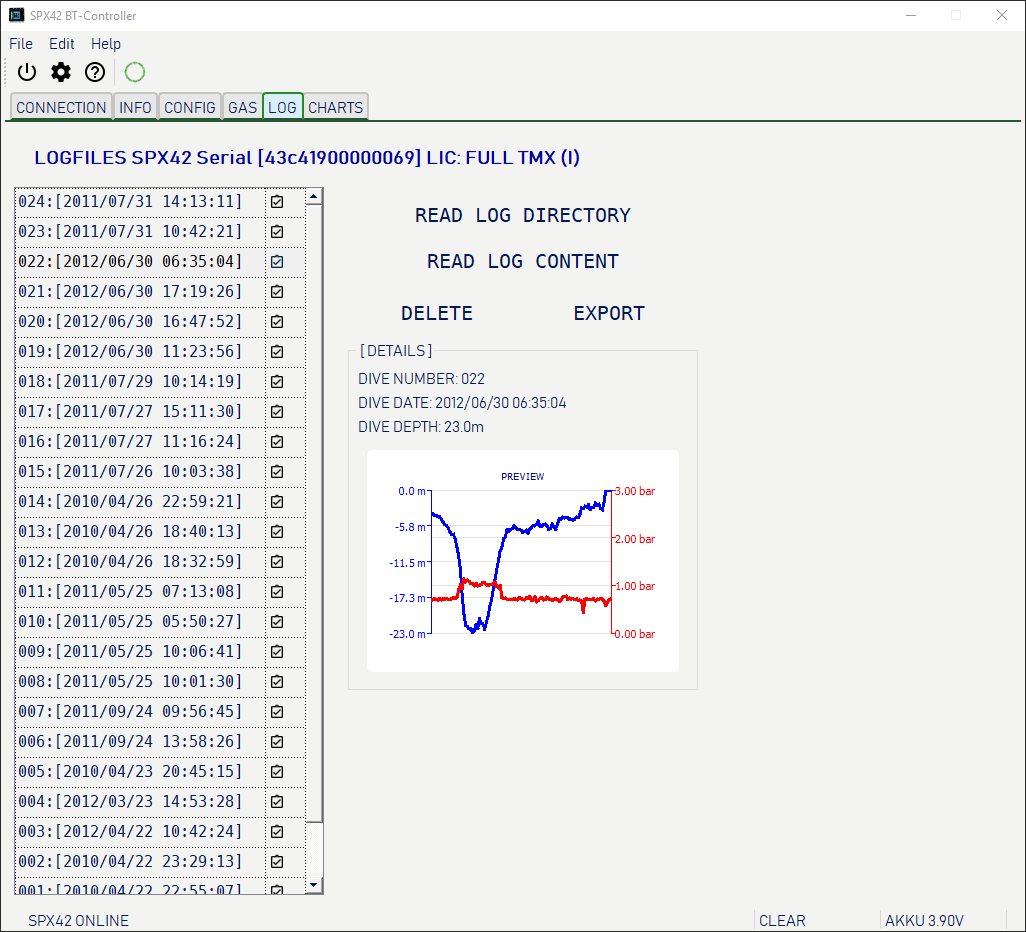 SPX42 BT-Controller
File Edit Help
CONNECTION INFO CONFIG GAS LOG CHARTS
LOGFILES SPX42 Serial [43c41900000069] LIC: FULL TMX (I)
024:[2011/07/31 14:13:11]
023:[2011/07/31 10:42:21]
022:[2012/06/30 06:35:04]
021:[2012/06/30 17:19:26]
020:[2012/06/30 16:47:52]
019:[2012/06/30 11:23:56]
018:[2011/07/29 10:14:19]
017:[2011/07/27 15:11:30]
016:[2011/07/27 11:16:24]
015:[2011/07/26 10:03:38]
014:[2010/04/26 22:59:21]
013:[2010/04/26 18:40:13]
012:[2010/04/26 18:32:59]
011:[2011/05/25 07:13:08]
010:[2011/05/25 05:50:27]
009:[2011/05/25 10:06:41]
008:[2011/05/25 10:01:30]
007:[2011/09/24 09:56:45]
006:[2011/09/24 13:58:26]
005:[2010/04/23 20:45:15]
004:[2012/03/23 14:53:28]
003:[2012/04/22 10:42:24]
002:[2010/04/22 23:29:13]
001:[2010/04/22 22:55:07]
READ LOG DIRECTORY
READ LOG CONTENT
DELETE EXPORT
[DETAILS]
DIVE NUMBER: 022
DIVE DATE: 2012/06/30 06:35:04
DIVE DEPTH: 23.0m
PREVIEW
0.0 m
-5.8 m
-11.5 m
-17.3 m
-23.0 m
3.00 bar
2.00 bar
1.00 bar
0.00 bar
SPX42 ONLINE CLEAR AKKU 3.90V